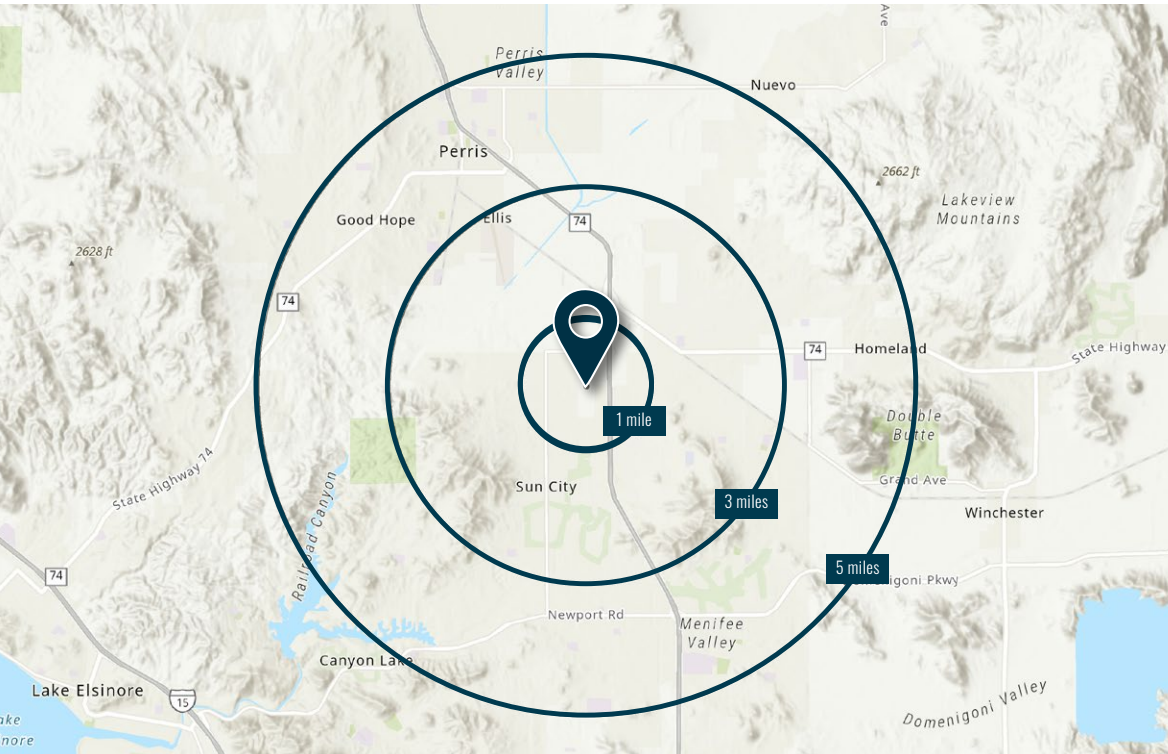 Ave
Perris
Valley
Nuevo
Perris
2662 ft
Lakeview
Mountains
Good Hope
Ellis
74
2628 ft
74
74
Homeland
State Highway
1 mile
Double
Butte
State Highway 74
Railroad Canyon
Sun City
Grand Ave
3 miles
Winchester
5 miles
74
Pkwy
Newport Rd
Menifee
Valley
Canyon Lake
Lake Elsinore
15
Domenigoni Valley